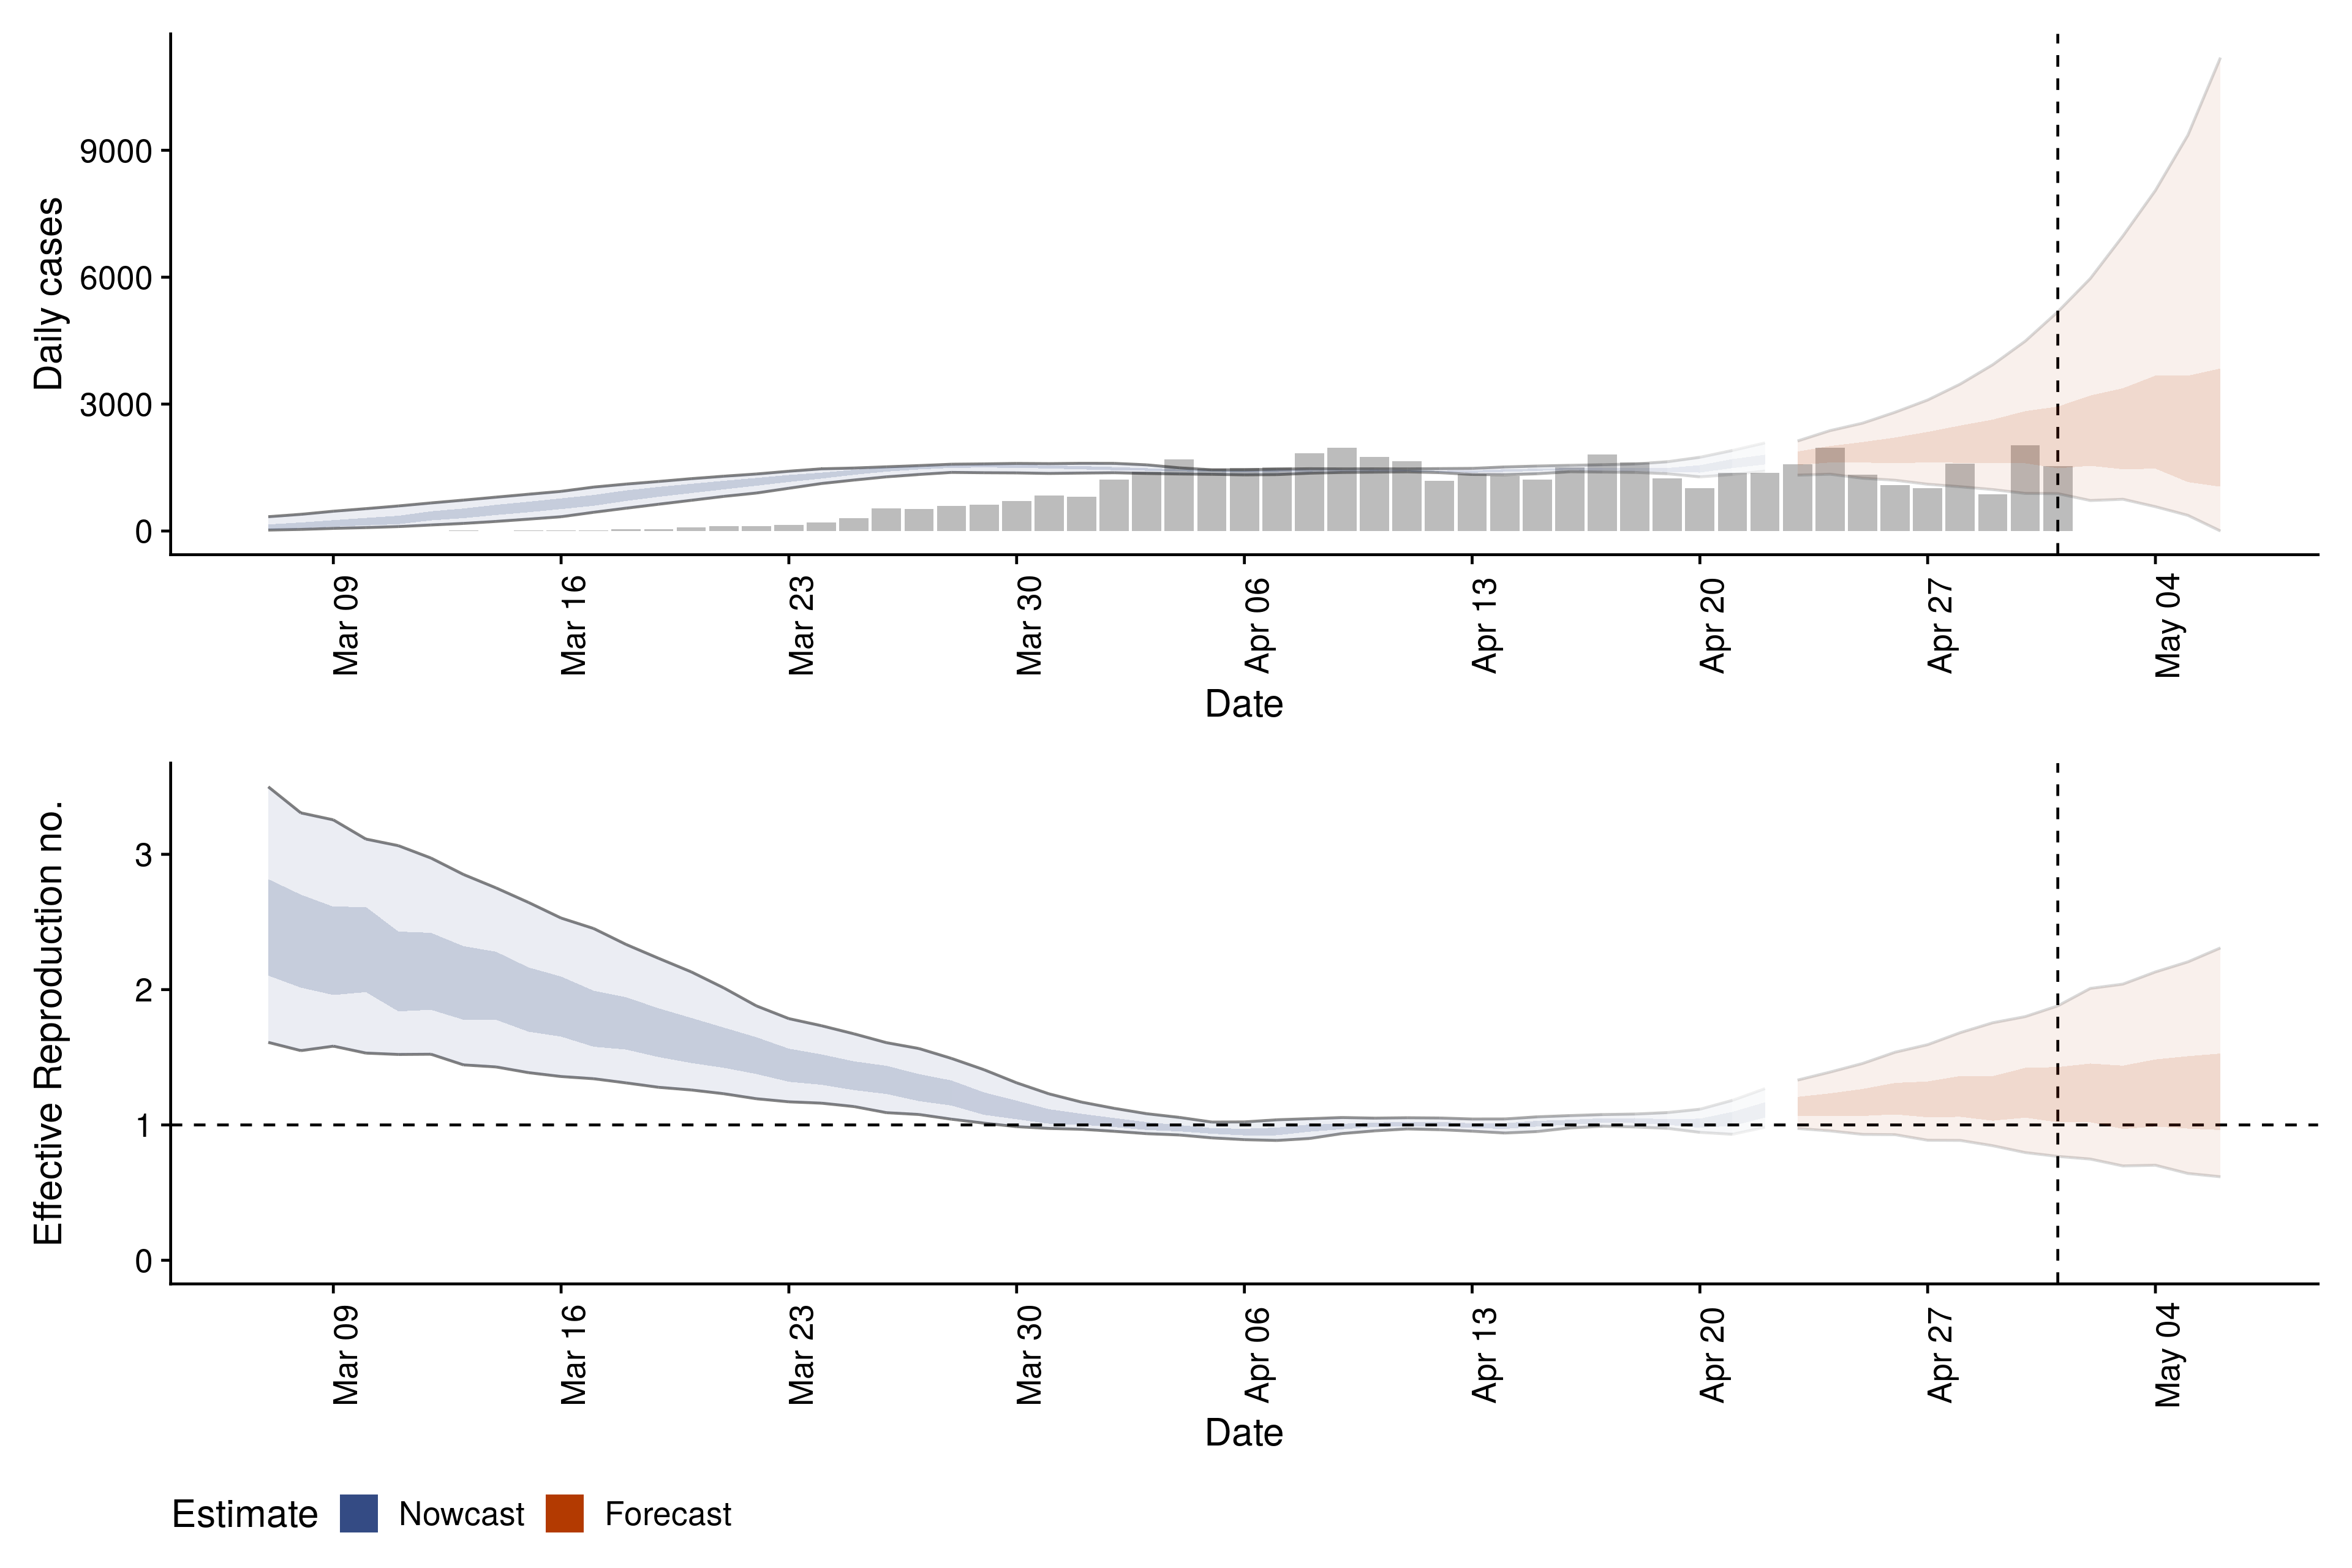 Daily cases
9000
6000
3000
0
Mar 09
Mar 16
Mar 23
Mar 30
Apr 06
Apr 13
Apr 20
Apr 27
May 04
Date
Effective Reproduction no.
3
2
1
0
Mar 09
Mar 16
Mar 23
Mar 30
Apr 06
Apr 13
Apr 20
Apr 27
May 04
Date
Estimate Nowcast Forecast